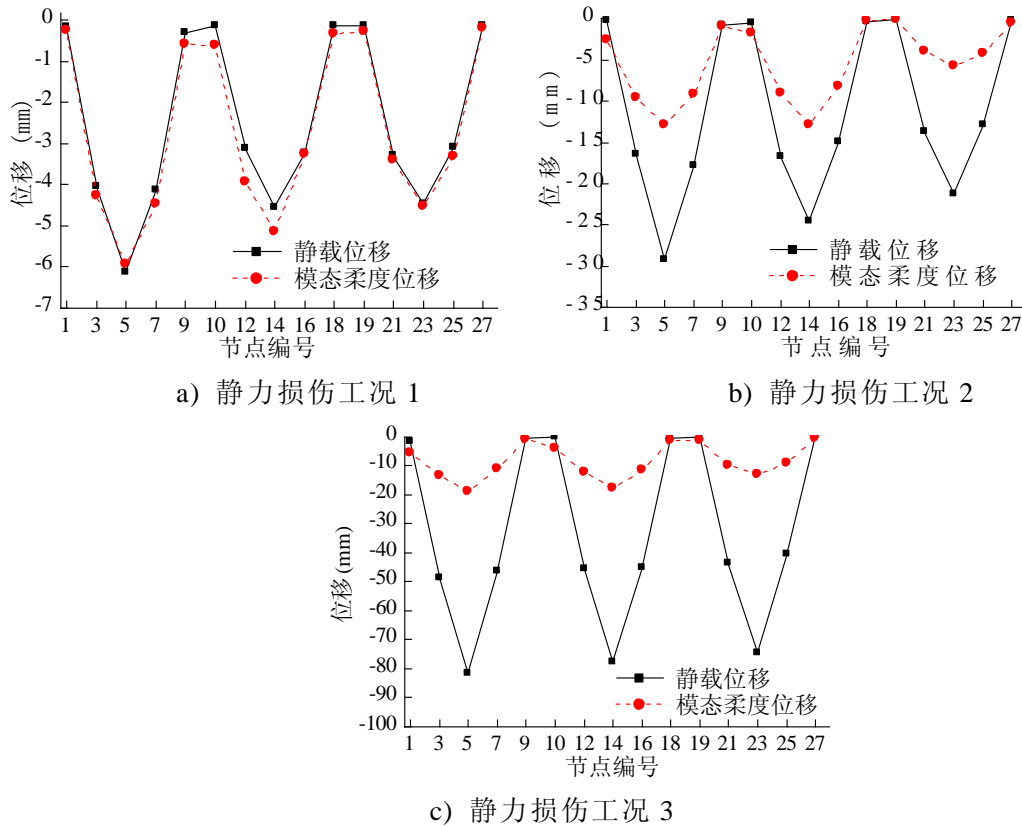 0
-1
-2
-3
-4
-5
-6
-7
位移 (mm)
静载位移
模态柔度位移
1 3 5 7 9 10 12 14 16 18 19 21 23 25 27
节点编号
a) 静力损伤工况 1
0
-5
-10
-15
-20
-25
-30
-35
位移 (mm)
静载位移
模态柔度位移
1 3 5 7 9 10 12 14 16 18 19 21 23 25 27
节点编号
b) 静力损伤工况 2
0
-10
-20
-30
-40
-50
-60
-70
-80
-90
-100
位移(mm)
静载位移
模态柔度位移
1 3 5 7 9 10 12 14 16 18 19 21 23 25 27
节点编号
c) 静力损伤工况 3